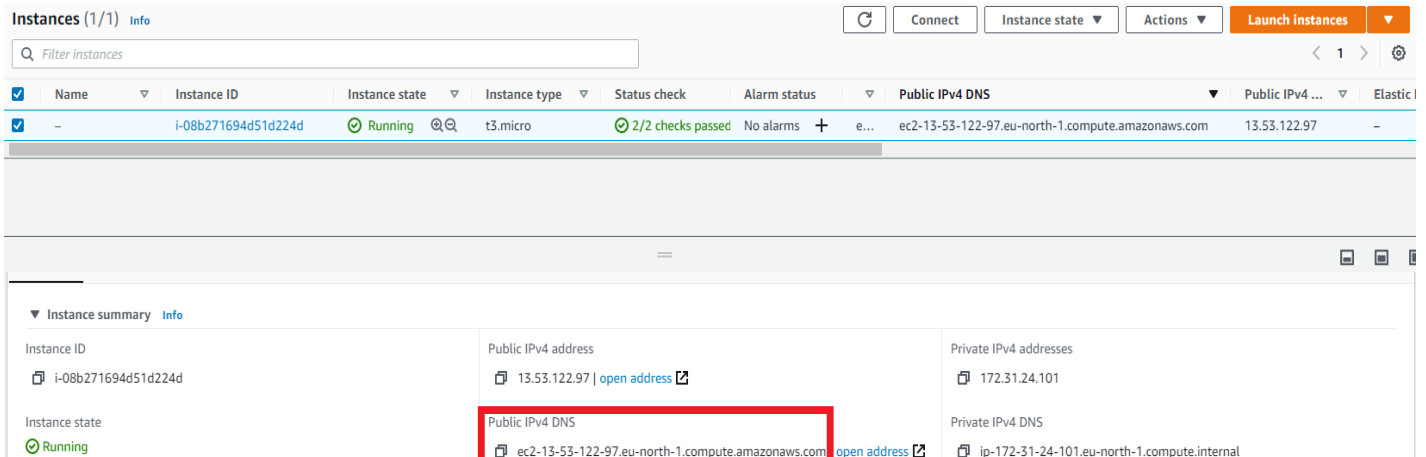 Instances (1/1) Info Connect Instance state Actions Launch instances
Filter instances 1
Name Instance ID Instance state Instance type Status check Alarm status Public IPv4 DNS Public IPv4 ... Elastic
– i-08b271694d51d224d Running t3.micro 2/2 checks passed No alarms + e... ec2-13-53-122-97.eu-north-1.compute.amazonaws.com 13.53.122.97 –
Instance summary Info
Instance ID Public IPv4 address Private IPv4 addresses
i-08b271694d51d224d 13.53.122.97 | open address 172.31.24.101
Instance state Public IPv4 DNS Private IPv4 DNS
Running ec2-13-53-122-97.eu-north-1.compute.amazonaws.com open address ip-172-31-24-101.eu-north-1.compute.internal